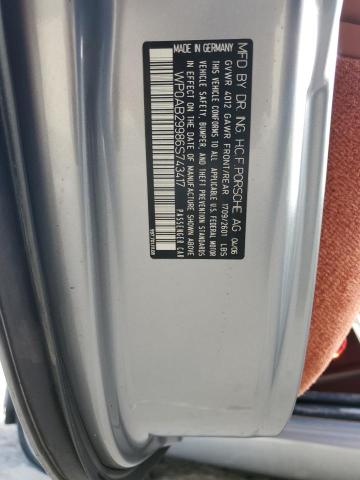 MFD BY DR. ING. H.C.F. PORSCHE AG 04/06
GVWR 4012 GAWR FRONT/REAR 1709/2601 LBS
THIS VEHICLE CONFORMS TO ALL APPLICABLE U.S. FEDERAL MOTOR
VEHICLE SAFETY, BUMPER, AND THEFT PREVENTION STANDARDS
IN EFFECT ON THE DATE OF MANUFACTURE SHOWN ABOVE
WP0AB29986S743417 PASSENGER CAR
MADE IN GERMANY